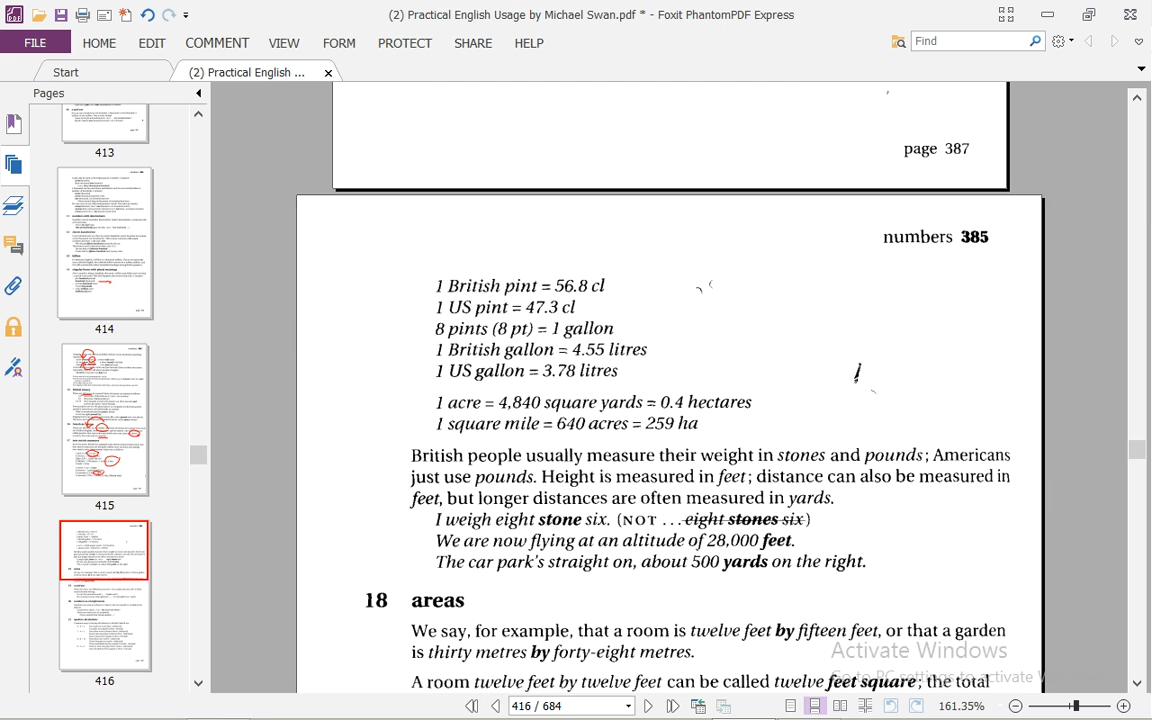 (2) Practical English Usage by Michael Swan.pdf * - Foxit PhantomPDF Express
FILE HOME EDIT COMMENT VIEW FORM PROTECT SHARE HELP Find
Start (2) Practical English ...
Pages
413
414
415
416
page 387
numbers 385
1 British pint = 56.8 cl
1 US pint = 47.3 cl
8 pints (8 pt) = 1 gallon
1 British gallon = 4.55 litres
1 US gallon = 3.78 litres
1 acre = 4,840 square yards = 0.4 hectares
1 square mile = 640 acres = 259 ha
British people usually measure their weight in stones and pounds; Americans
just use pounds. Height is measured in feet; distance can also be measured in
feet, but longer distances are often measured in yards.
I weigh eight stone six. (NOT ...eight stones six)
We are now flying at an altitude of 28,000 feet.
The car park's straight on, about 500 yards on the right.
18 areas
We say, for example, that a room is twelve feet by fifteen feet, or that a garden
is thirty metres by forty-eight metres.
A room twelve feet by twelve feet can be called twelve feet square; the total
Activate Windows
Go to PC settings to activate
416 / 684
161.35%